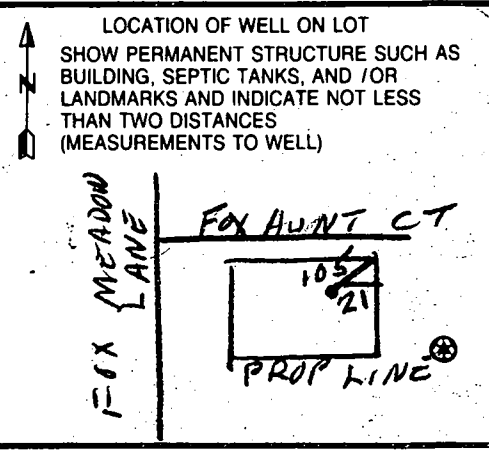 LOCATION OF WELL ON LOT
SHOW PERMANENT STRUCTURE SUCH AS
BUILDING, SEPTIC TANKS, AND /OR
LANDMARKS AND INDICATE NOT LESS
THAN TWO DISTANCES
(MEASUREMENTS TO WELL)
N
FOX MEADOW
LANE
FOX HUNT CT
105
21
PROP LINE